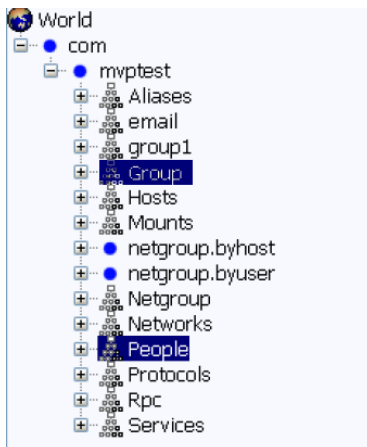 World
com
mvptest
Aliases
email
group1
Group
Hosts
Mounts
netgroup.byhost
netgroup.byuser
Netgroup
Networks
People
Protocols
Rpc
Services